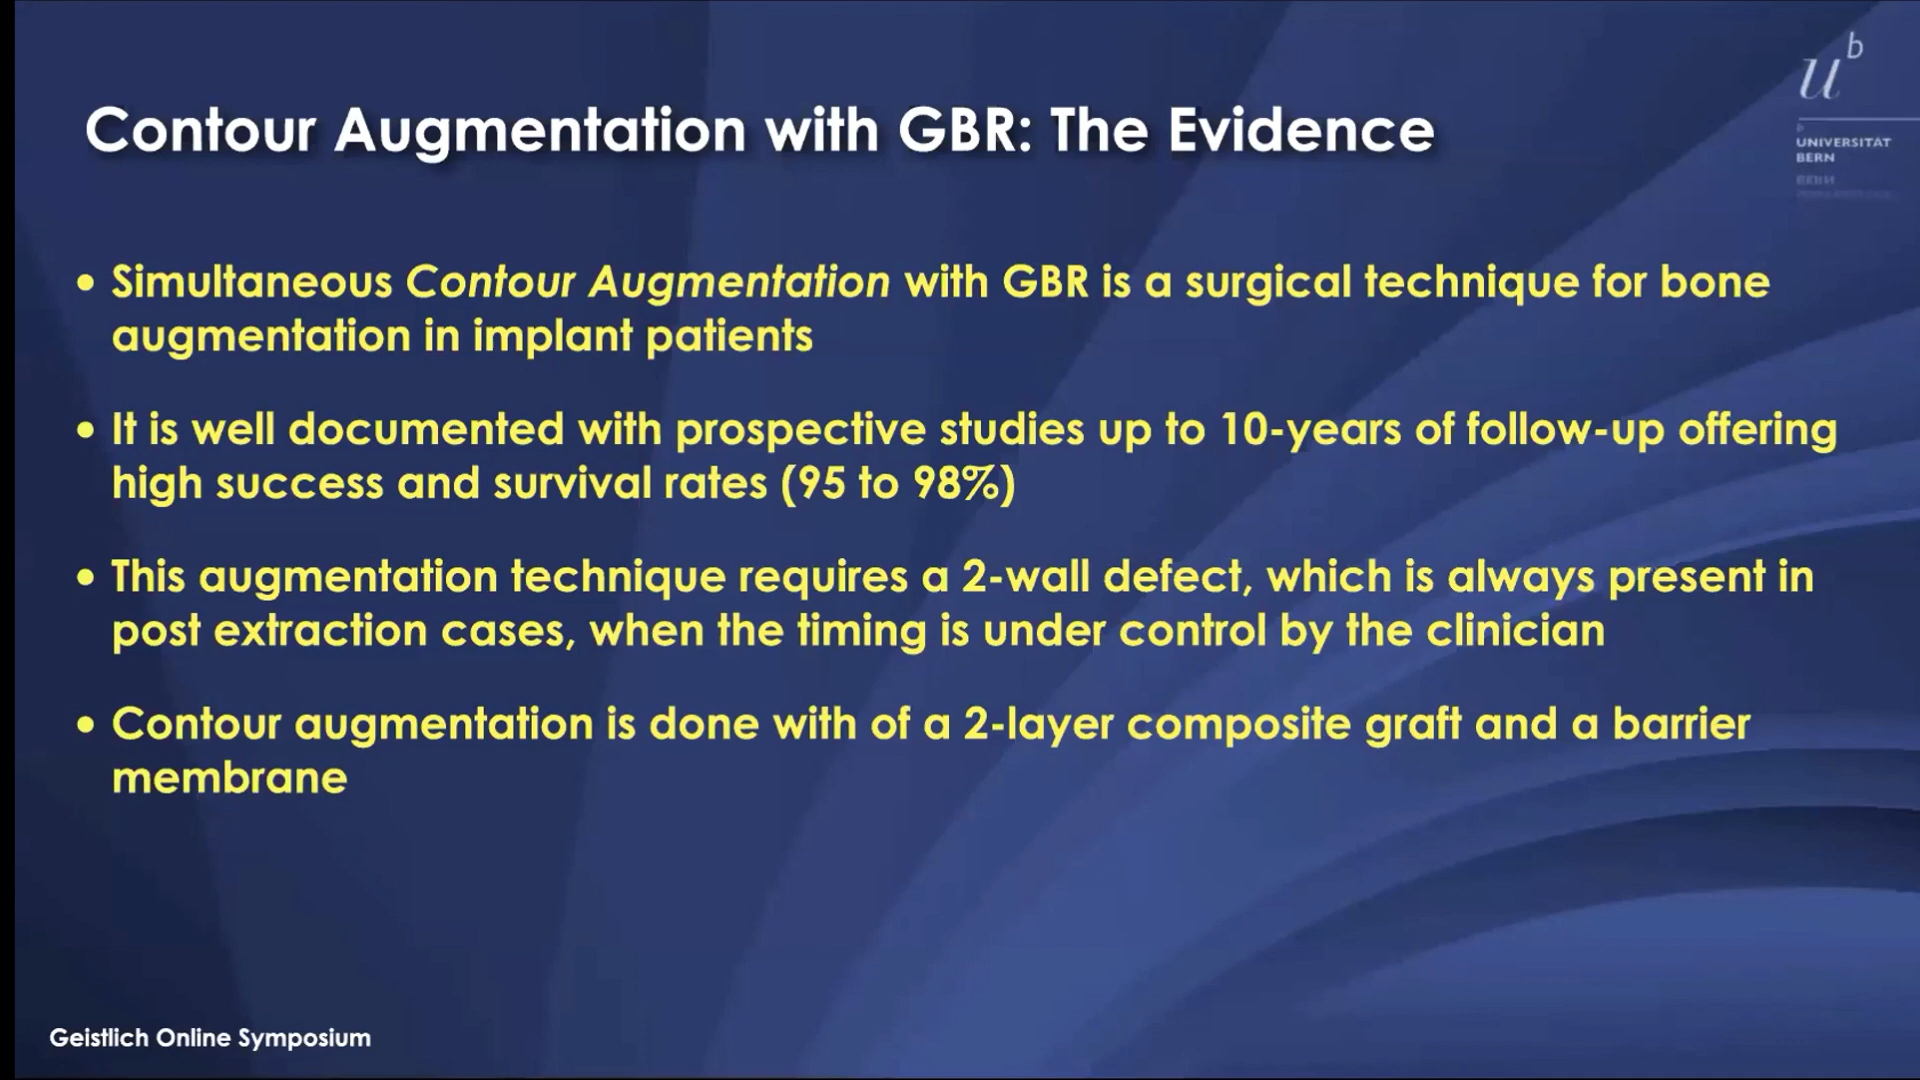 u^b
b
UNIVERSITÄT
BERN
Contour Augmentation with GBR: The Evidence
• Simultaneous Contour Augmentation with GBR is a surgical technique for bone
augmentation in implant patients
• It is well documented with prospective studies up to 10-years of follow-up offering
high success and survival rates (95 to 98%)
• This augmentation technique requires a 2-wall defect, which is always present in
post extraction cases, when the timing is under control by the clinician
• Contour augmentation is done with of a 2-layer composite graft and a barrier
membrane
Geistlich Online Symposium